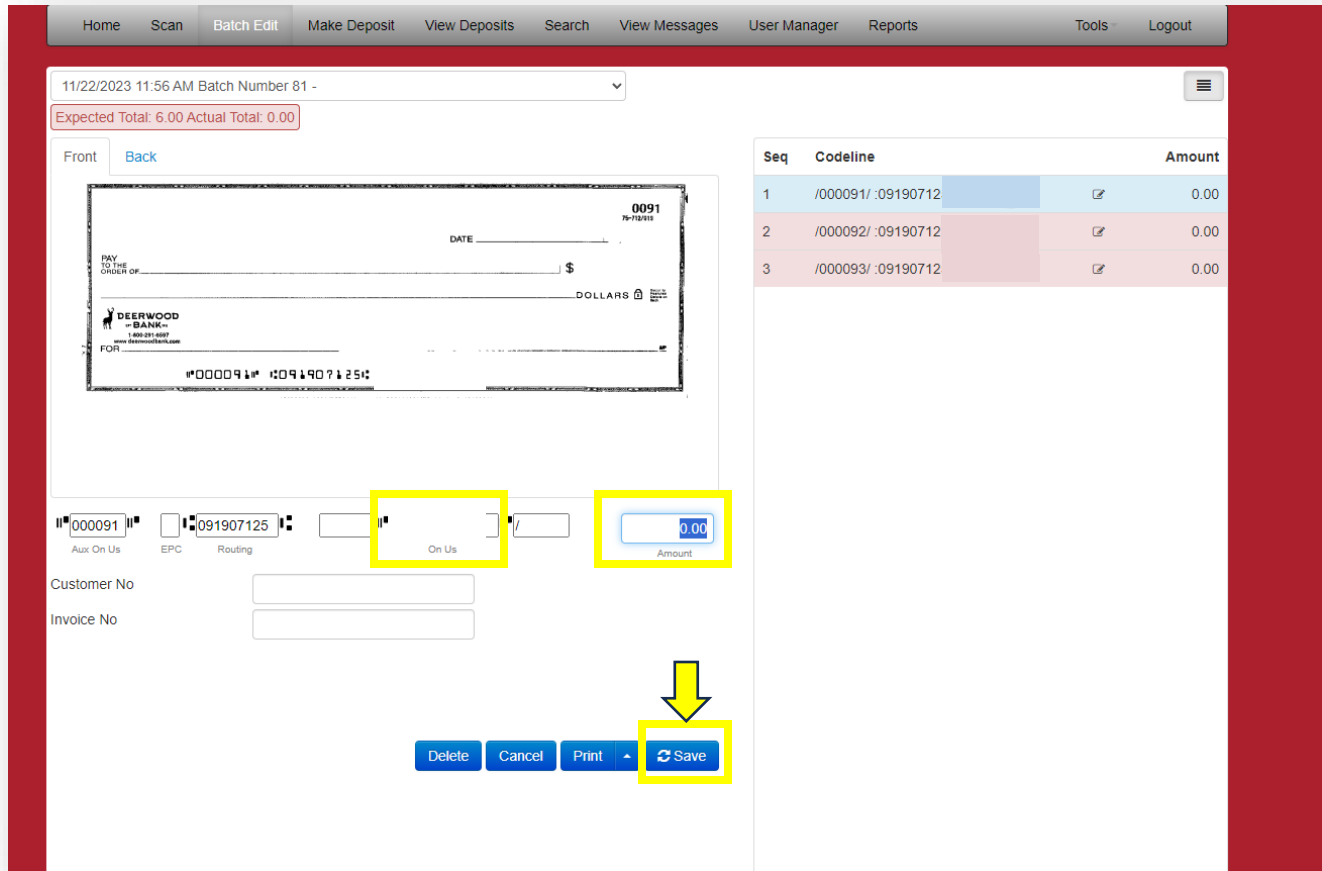 Home Scan Batch Edit Make Deposit View Deposits Search View Messages User Manager Reports Tools Logout
11/22/2023 11:56 AM Batch Number 81 -
Expected Total: 6.00 Actual Total: 0.00
Front Back
0091
DATE
PAY
TO THE
ORDER OF
$
DOLLARS
DEERWOOD
BANK
www.deerwoodbank.com
FOR
⑈000091⑈ ⑆091907125⑆
000091 091907125 / 0.00
Aux On Us EPC Routing On Us Amount
Customer No
Invoice No
Delete Cancel Print Save
Seq Codeline Amount
1 /000091/ :09190712 0.00
2 /000092/ :09190712 0.00
3 /000093/ :09190712 0.00